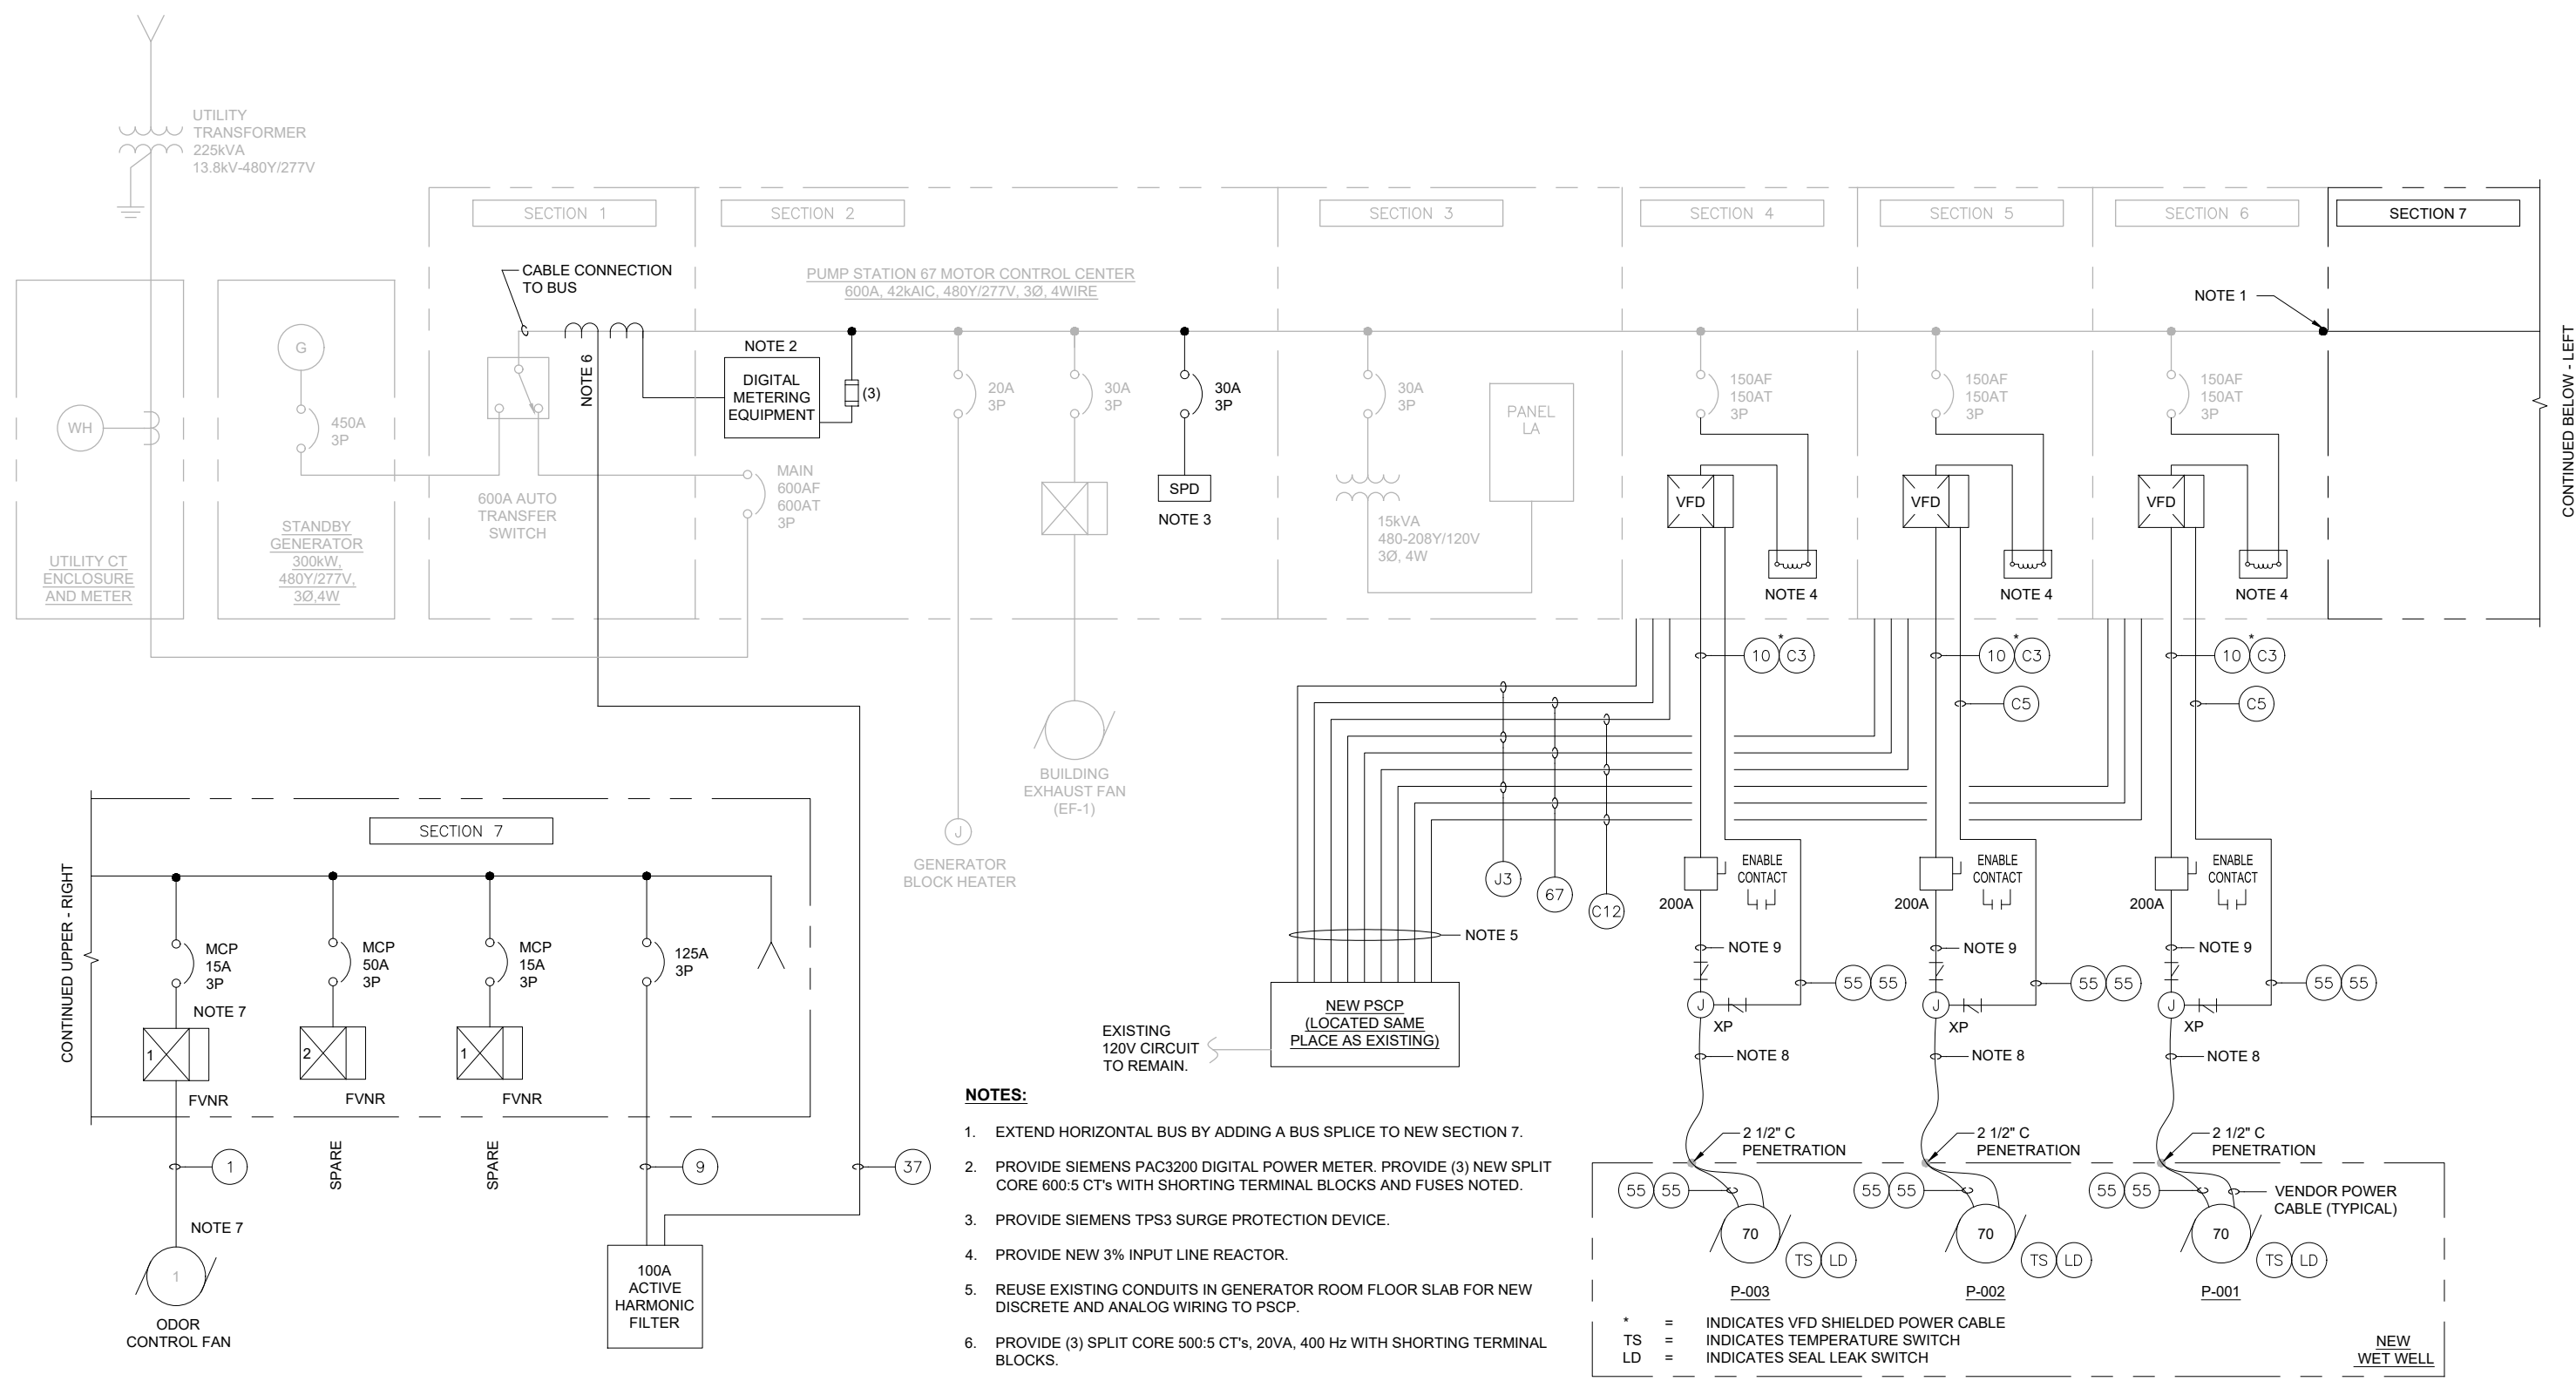 UTILITY
TRANSFORMER
225kVA
13.8kV-480Y/277V
SECTION 1
SECTION 2
SECTION 3
SECTION 4
SECTION 5
SECTION 6
SECTION 7
CABLE CONNECTION
TO BUS
PUMP STATION 67 MOTOR CONTROL CENTER
600A, 42kAIC, 480Y/277V, 3Ø, 4WIRE
NOTE 1
CONTINUED BELOW - LEFT
WH
UTILITY CT
ENCLOSURE
AND METER
G
450A
3P
STANDBY
GENERATOR
300kW,
480Y/277V,
3Ø,4W
600A AUTO
TRANSFER
SWITCH
NOTE 6
NOTE 2
DIGITAL
METERING
EQUIPMENT
(3)
MAIN
600AF
600AT
3P
20A
3P
30A
3P
30A
3P
SPD
NOTE 3
30A
3P
PANEL
LA
15kVA
480-208Y/120V
3Ø, 4W
150AF
150AT
3P
VFD
NOTE 4
150AF
150AT
3P
VFD
NOTE 4
150AF
150AT
3P
VFD
NOTE 4
*
10 C3
*
10 C3
*
10 C3
C5
C5
BUILDING
EXHAUST FAN
(EF-1)
J
GENERATOR
BLOCK HEATER
J3
67
C12
NOTE 5
NEW PSCP
(LOCATED SAME
PLACE AS EXISTING)
EXISTING
120V CIRCUIT
TO REMAIN.
ENABLE
CONTACT
200A
NOTE 9
55 55
J
XP
NOTE 8
2 1/2" C
PENETRATION
55 55
70
TS LD
P-003
ENABLE
CONTACT
200A
NOTE 9
55 55
J
XP
NOTE 8
2 1/2" C
PENETRATION
55 55
70
TS LD
P-002
ENABLE
CONTACT
200A
NOTE 9
55 55
J
XP
NOTE 8
2 1/2" C
PENETRATION
55 55
VENDOR POWER
CABLE (TYPICAL)
70
TS LD
P-001
* = INDICATES VFD SHIELDED POWER CABLE
TS = INDICATES TEMPERATURE SWITCH
LD = INDICATES SEAL LEAK SWITCH
NEW
WET WELL
CONTINUED UPPER - RIGHT
SECTION 7
MCP
15A
3P
NOTE 7
1
FVNR
MCP
50A
3P
2
FVNR
SPARE
MCP
15A
3P
1
FVNR
SPARE
125A
3P
1
9
37
NOTE 7
1
ODOR
CONTROL FAN
100A
ACTIVE
HARMONIC
FILTER
NOTES:
1. EXTEND HORIZONTAL BUS BY ADDING A BUS SPLICE TO NEW SECTION 7.
2. PROVIDE SIEMENS PAC3200 DIGITAL POWER METER. PROVIDE (3) NEW SPLIT
CORE 600:5 CT's WITH SHORTING TERMINAL BLOCKS AND FUSES NOTED.
3. PROVIDE SIEMENS TPS3 SURGE PROTECTION DEVICE.
4. PROVIDE NEW 3% INPUT LINE REACTOR.
5. REUSE EXISTING CONDUITS IN GENERATOR ROOM FLOOR SLAB FOR NEW
DISCRETE AND ANALOG WIRING TO PSCP.
6. PROVIDE (3) SPLIT CORE 500:5 CT's, 20VA, 400 Hz WITH SHORTING TERMINAL
BLOCKS.